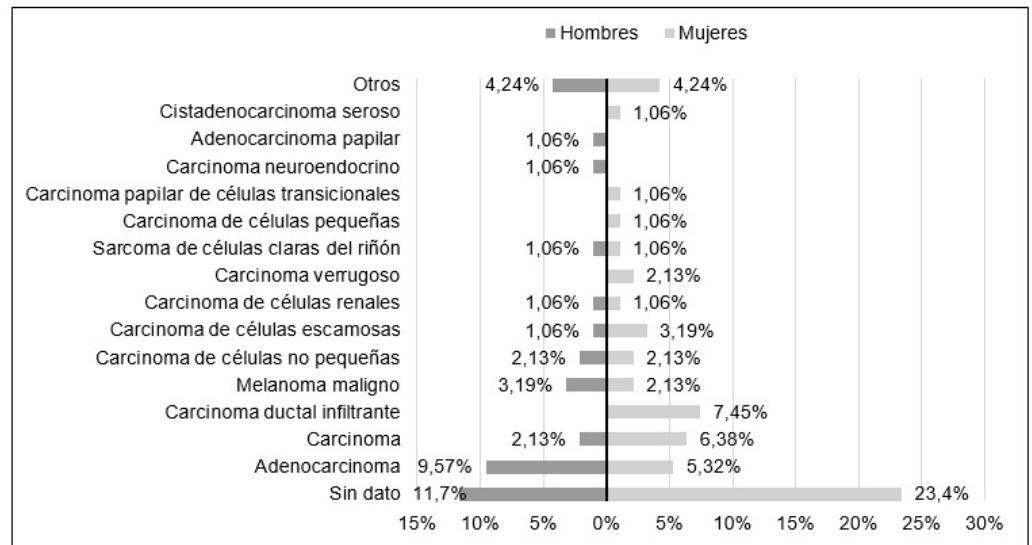 Hombres Mujeres
Otros 4,24% 4,24%
Cistadenocarcinoma seroso 1,06%
Adenocarcinoma papilar 1,06%
Carcinoma neuroendocrino 1,06%
Carcinoma papilar de células transicionales 1,06%
Carcinoma de células pequeñas 1,06%
Sarcoma de células claras del riñón 1,06% 1,06%
Carcinoma verrugoso 2,13%
Carcinoma de células renales 1,06% 1,06%
Carcinoma de células escamosas 1,06% 3,19%
Carcinoma de células no pequeñas 2,13% 2,13%
Melanoma maligno 3,19% 2,13%
Carcinoma ductal infiltrante 7,45%
Carcinoma 2,13% 6,38%
Adenocarcinoma 9,57% 5,32%
Sin dato 11,7% 23,4%
15% 10% 5% 0% 5% 10% 15% 20% 25% 30%